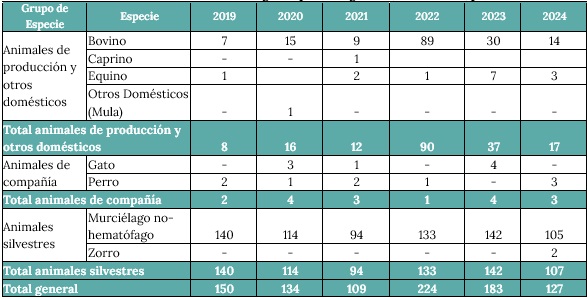 Grupo de Especie | Especie | 2019 | 2020 | 2021 | 2022 | 2023 | 2024
Animales de producción y otros domésticos | Bovino | 7 | 15 | 9 | 89 | 30 | 14
Caprino | - | - | 1
Equino | 1 | | 2 | 1 | 7 | 3
Otros Domésticos (Mula) | - | 1 | - | - | - | -
Total animales de producción y otros domésticos | 8 | 16 | 12 | 90 | 37 | 17
Animales de compañía | Gato | - | 3 | 1 | - | 4 | -
Perro | 2 | 1 | 2 | 1 | - | 3
Total animales de compañía | 2 | 4 | 3 | 1 | 4 | 3
Animales silvestres | Murciélago no-hematófago | 140 | 114 | 94 | 133 | 142 | 105
Zorro | - | - | - | - | - | 2
Total animales silvestres | 140 | 114 | 94 | 133 | 142 | 107
Total general | 150 | 134 | 109 | 224 | 183 | 127